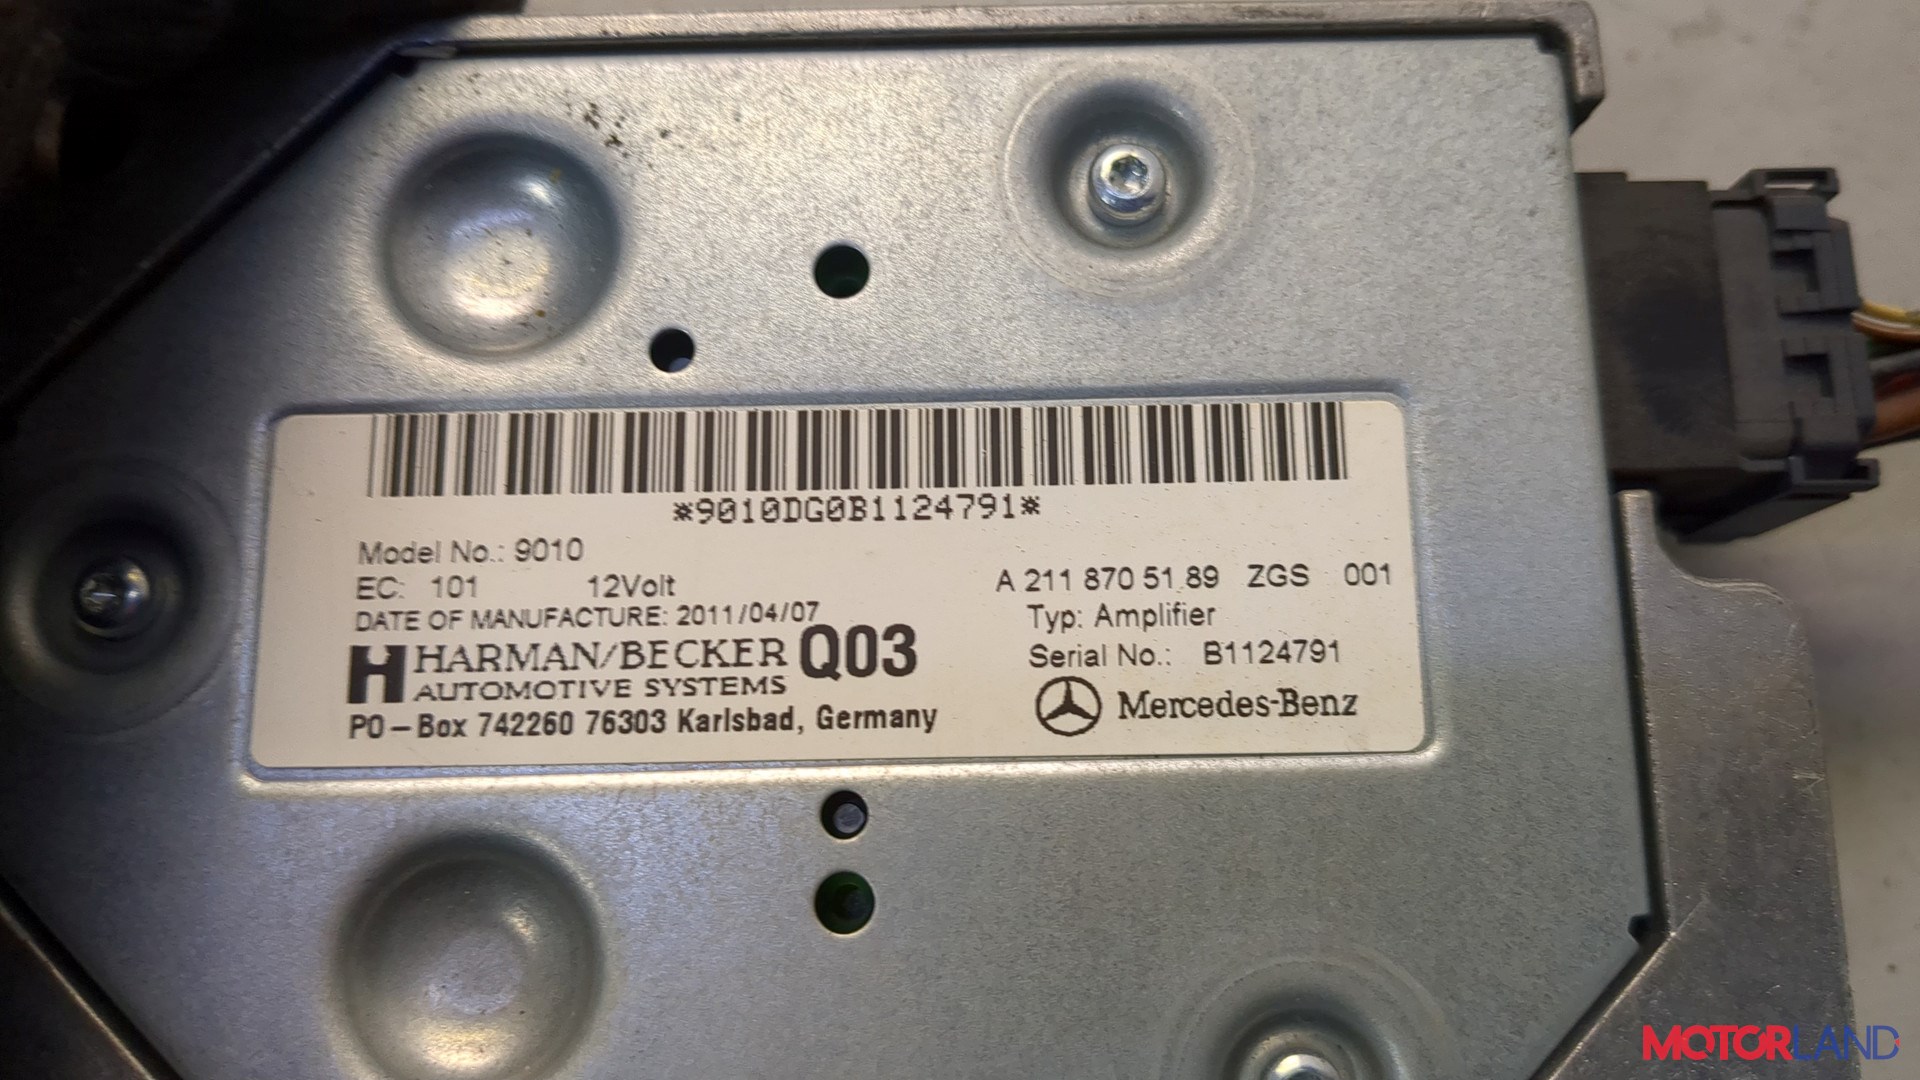 *9010DG0B1124791*
Model No.: 9010
EC: 101 12Volt
DATE OF MANUFACTURE: 2011/04/07
HARMAN/BECKER Q03
AUTOMOTIVE SYSTEMS
PO-Box 742260 76303 Karlsbad, Germany
A 211 870 51 89 ZGS 001
Typ: Amplifier
Serial No.: B1124791
Mercedes-Benz
MOTORLAND